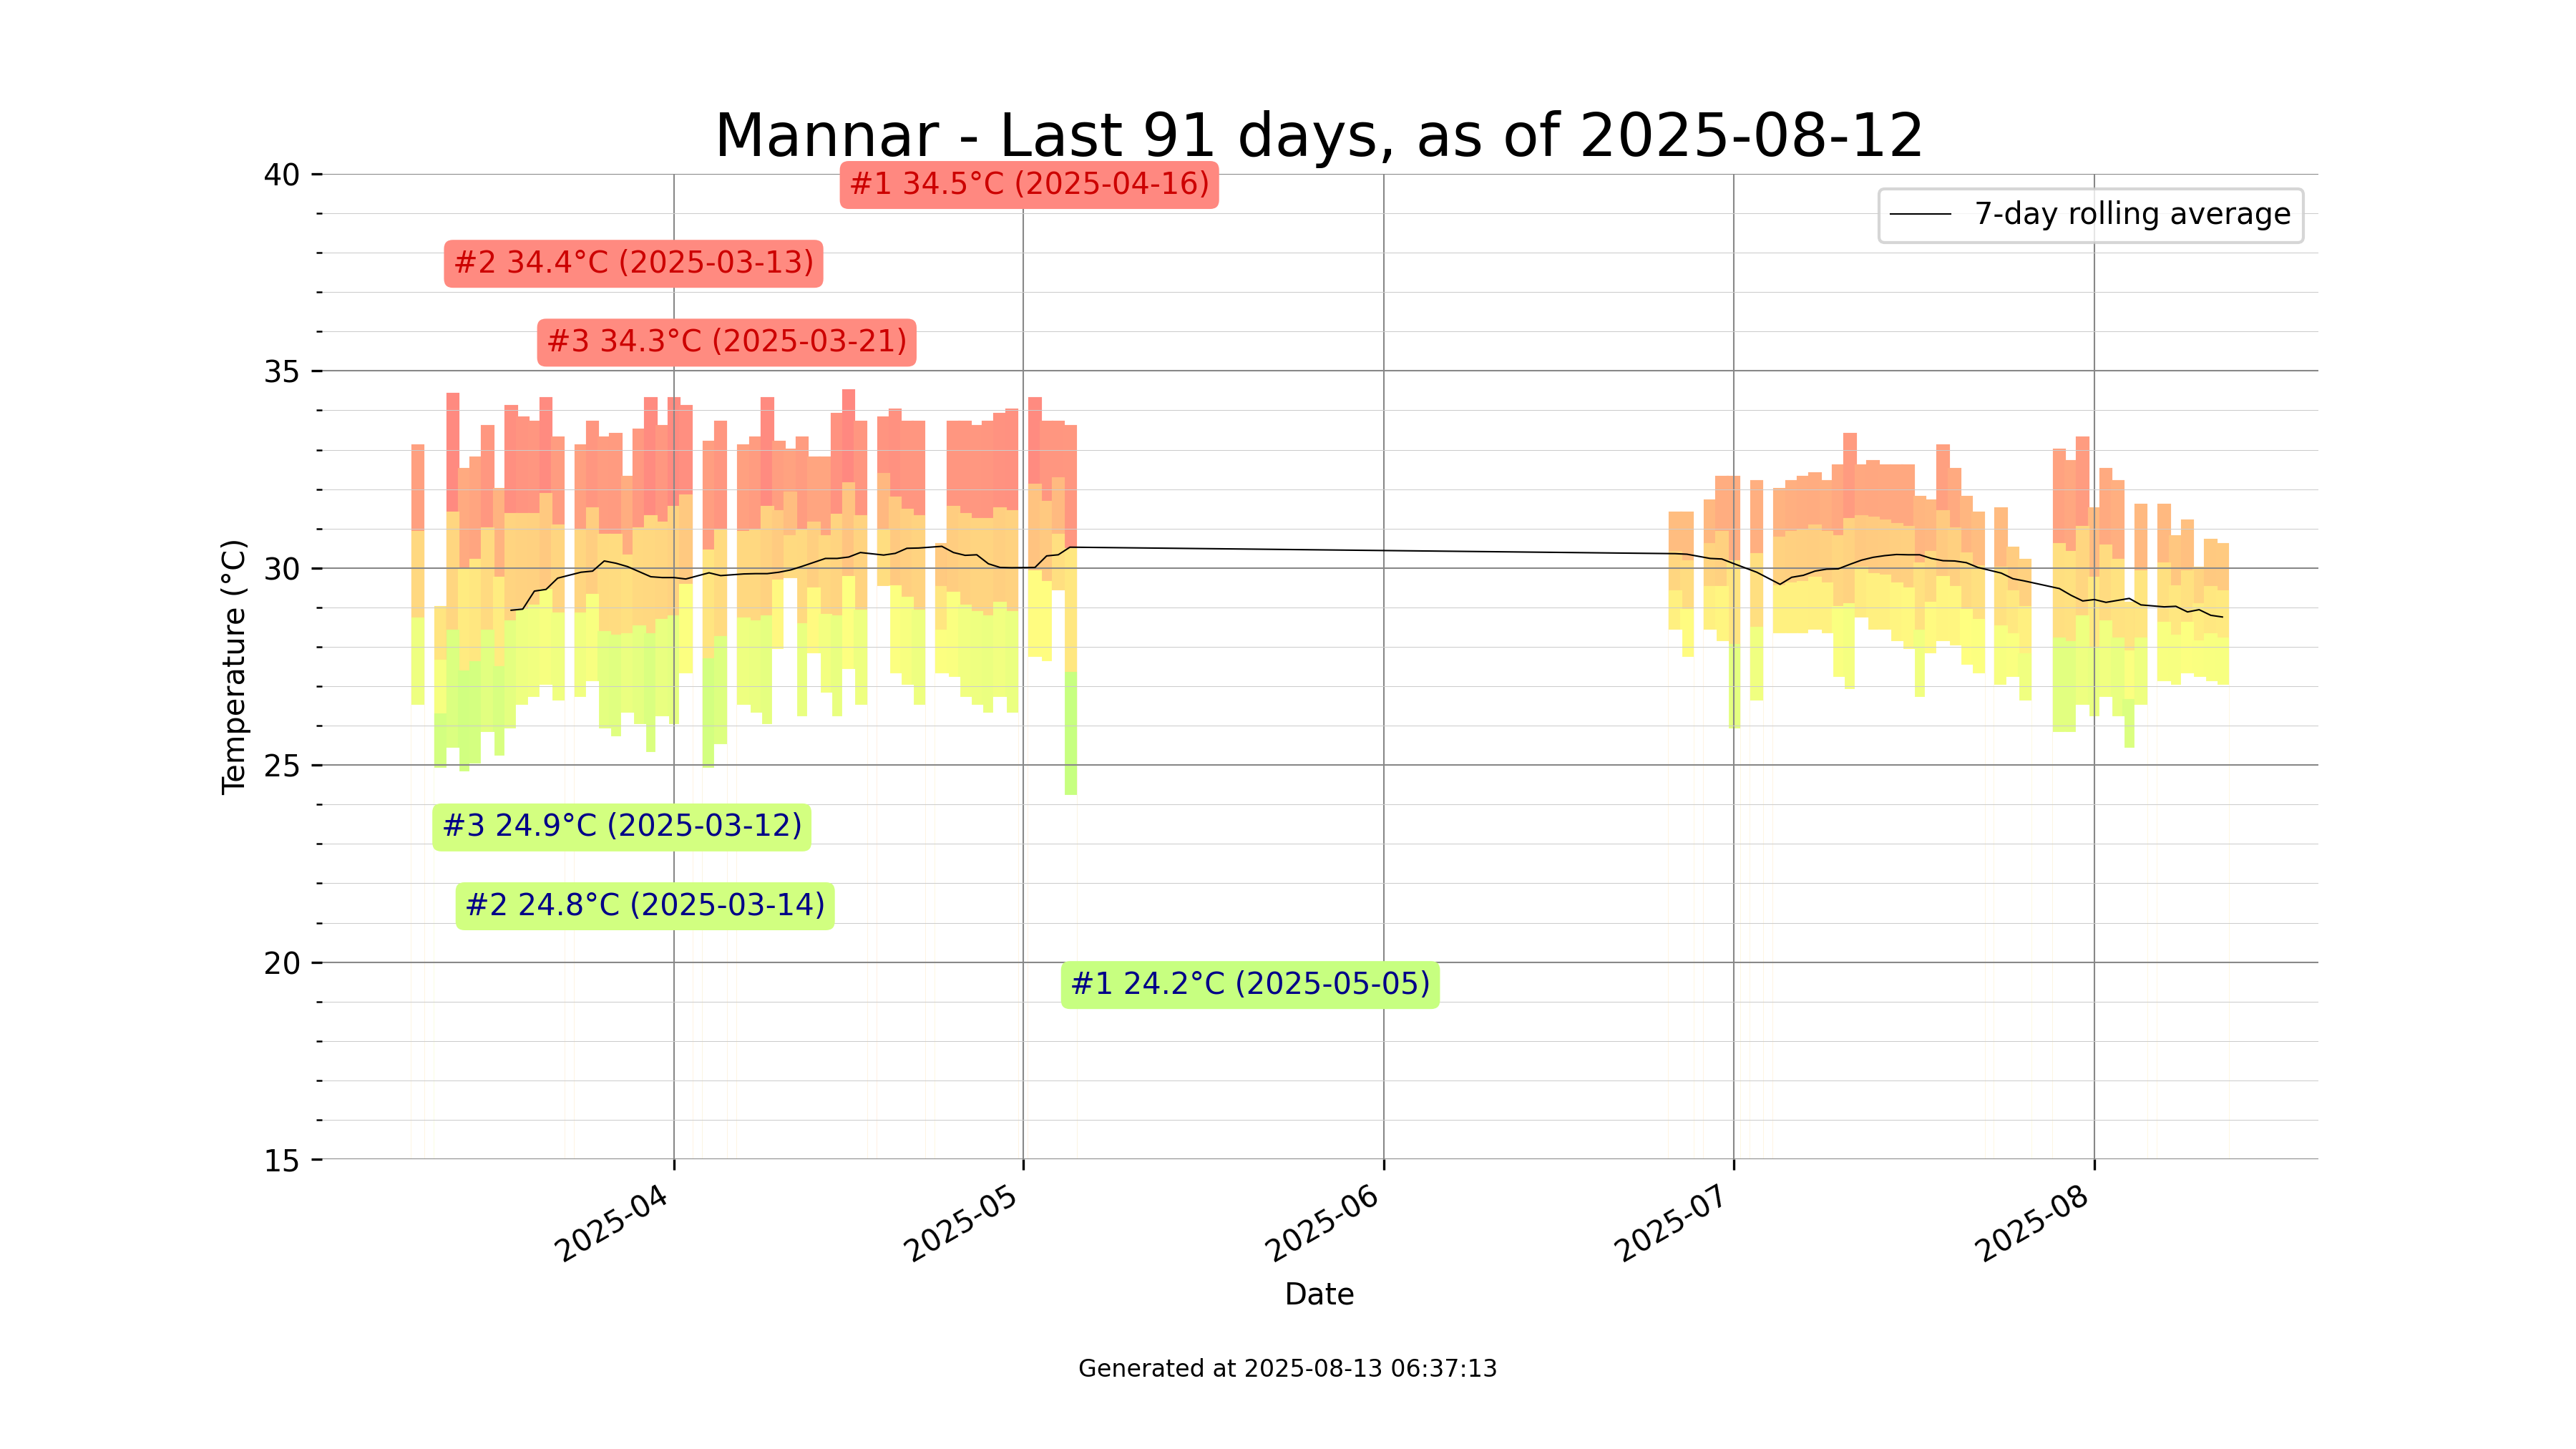 Mannar - Last 91 days, as of 2025-08-12
#1 34.5°C (2025-04-16)
7-day rolling average
#2 34.4°C (2025-03-13)
#3 34.3°C (2025-03-21)
#3 24.9°C (2025-03-12)
#2 24.8°C (2025-03-14)
#1 24.2°C (2025-05-05)
Temperature (°C)
40
35
30
25
20
15
2025-04
2025-05
2025-06
2025-07
2025-08
Date
Generated at 2025-08-13 06:37:13